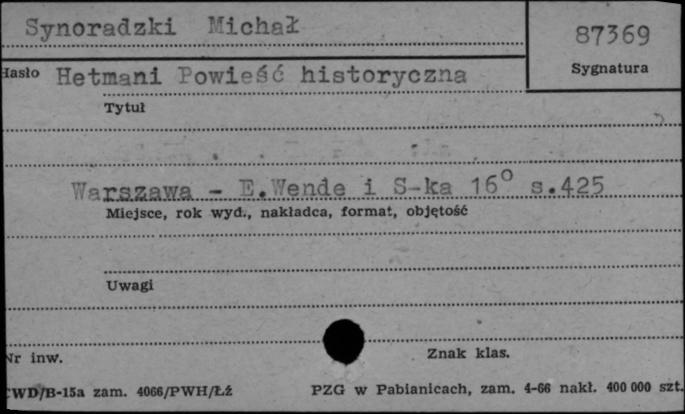 Synoradzki Michał
87369
Sygnatura
Hasło Hetmani Powieść historyczna
Tytuł
Warszawa - E.Wende i S-ka 16° s.425
Miejsce, rok wyd., nakładca, format, objętość
Uwagi
Nr inw.
Znak klas.
CWD/B-15a zam. 4066/PWH/Łź
PZG w Pabianicach, zam. 4-66 nakł. 400 000 szt.